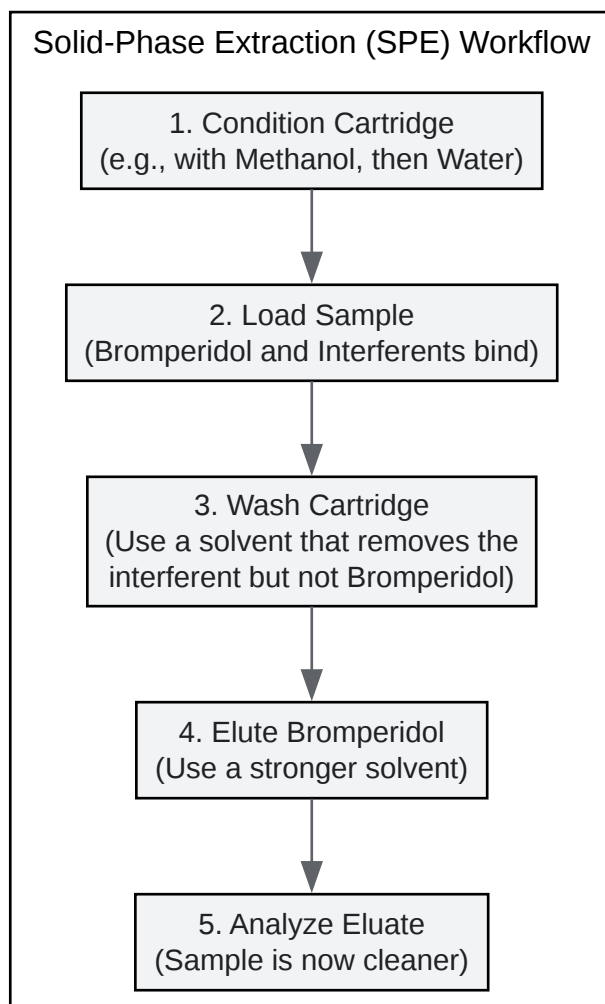 Solid-Phase Extraction (SPE) Workflow
1. Condition Cartridge
(e.g., with Methanol, then Water)
2. Load Sample
(Bromperidol and Interferents bind)
3. Wash Cartridge
(Use a solvent that removes the
interferent but not Bromperidol)
4. Elute Bromperidol
(Use a stronger solvent)
5. Analyze Eluate
(Sample is now cleaner)